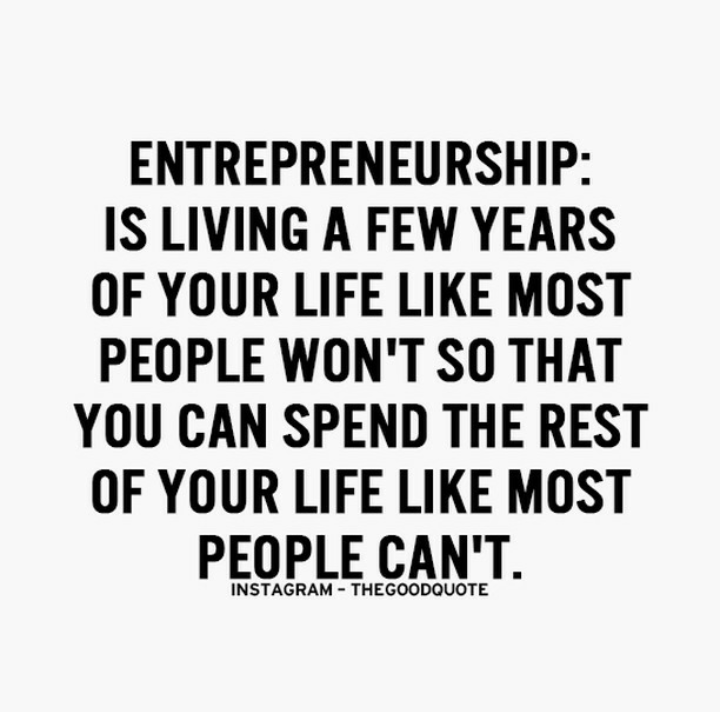 ENTREPRENEURSHIP:
IS LIVING A FEW YEARS
OF YOUR LIFE LIKE MOST
PEOPLE WON'T SO THAT
YOU CAN SPEND THE REST
OF YOUR LIFE LIKE MOST
PEOPLE CAN'T.
INSTAGRAM - THEGOODQUOTE